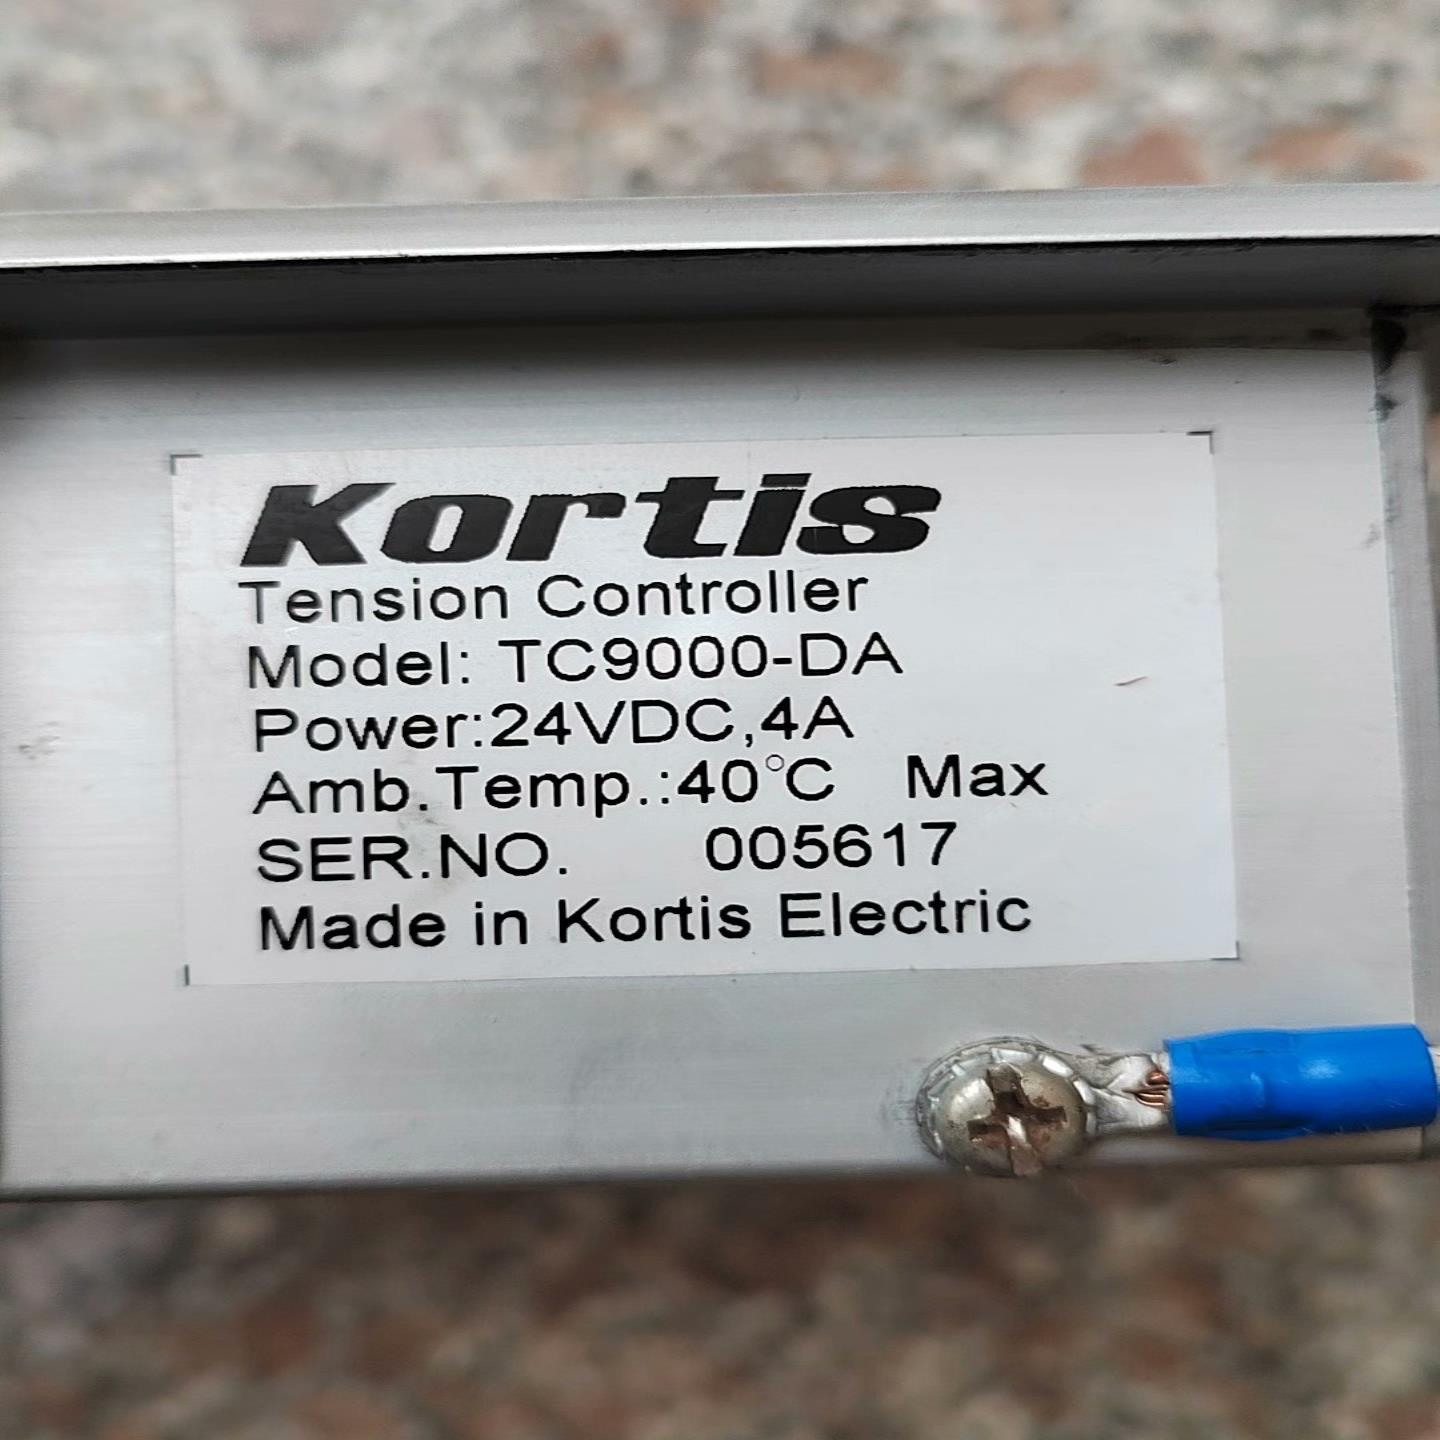 Kortis
Tension Controller
Model: TC9000-DA
Power:24VDC,4A
Amb.Temp.:40°C Max
SER.NO. 005617
Made in Kortis Electric